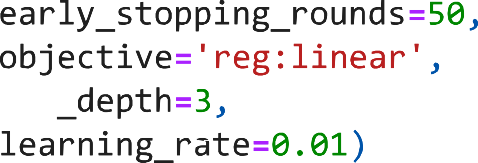 early_stopping_rounds=50,
objective='reg:linear',
_depth=3,
learning_rate=0.01)